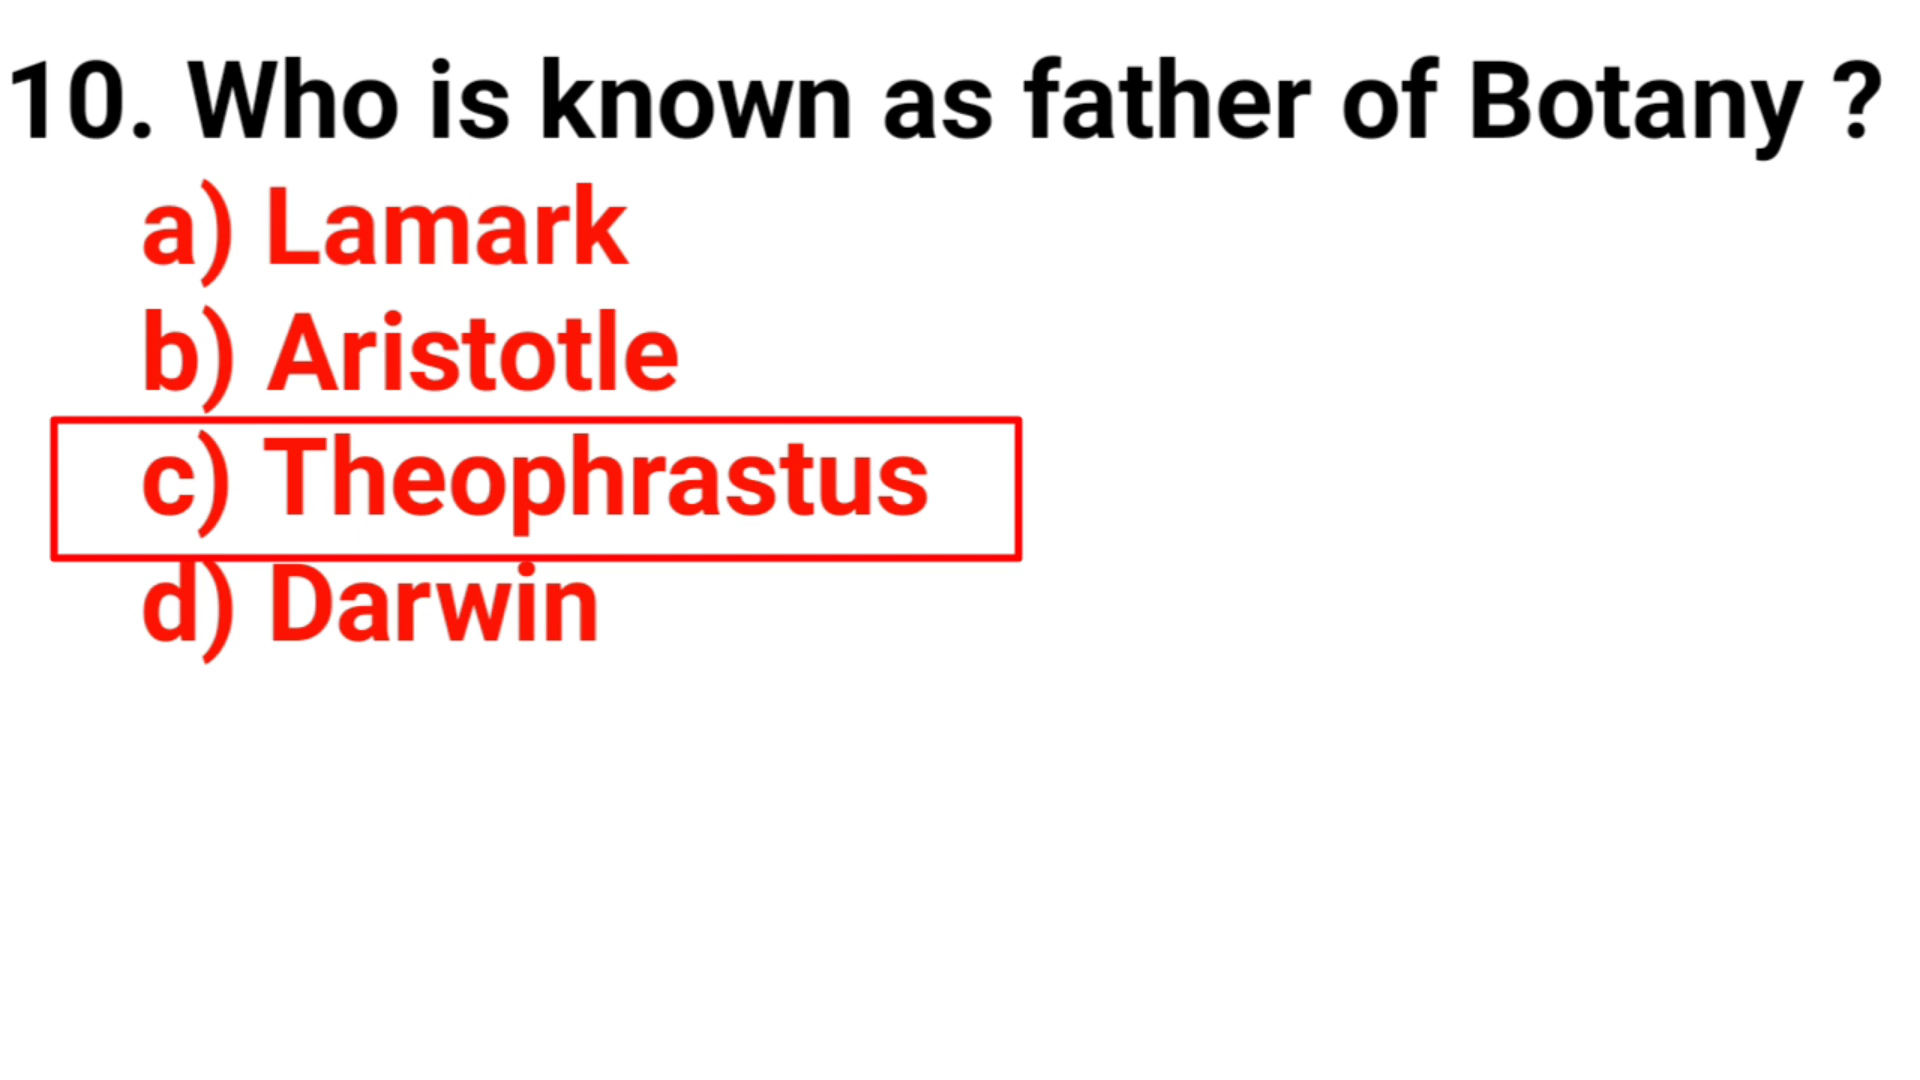 10. Who is known as father of Botany ?
a) Lamark
b) Aristotle
c) Theophrastus
d) Darwin